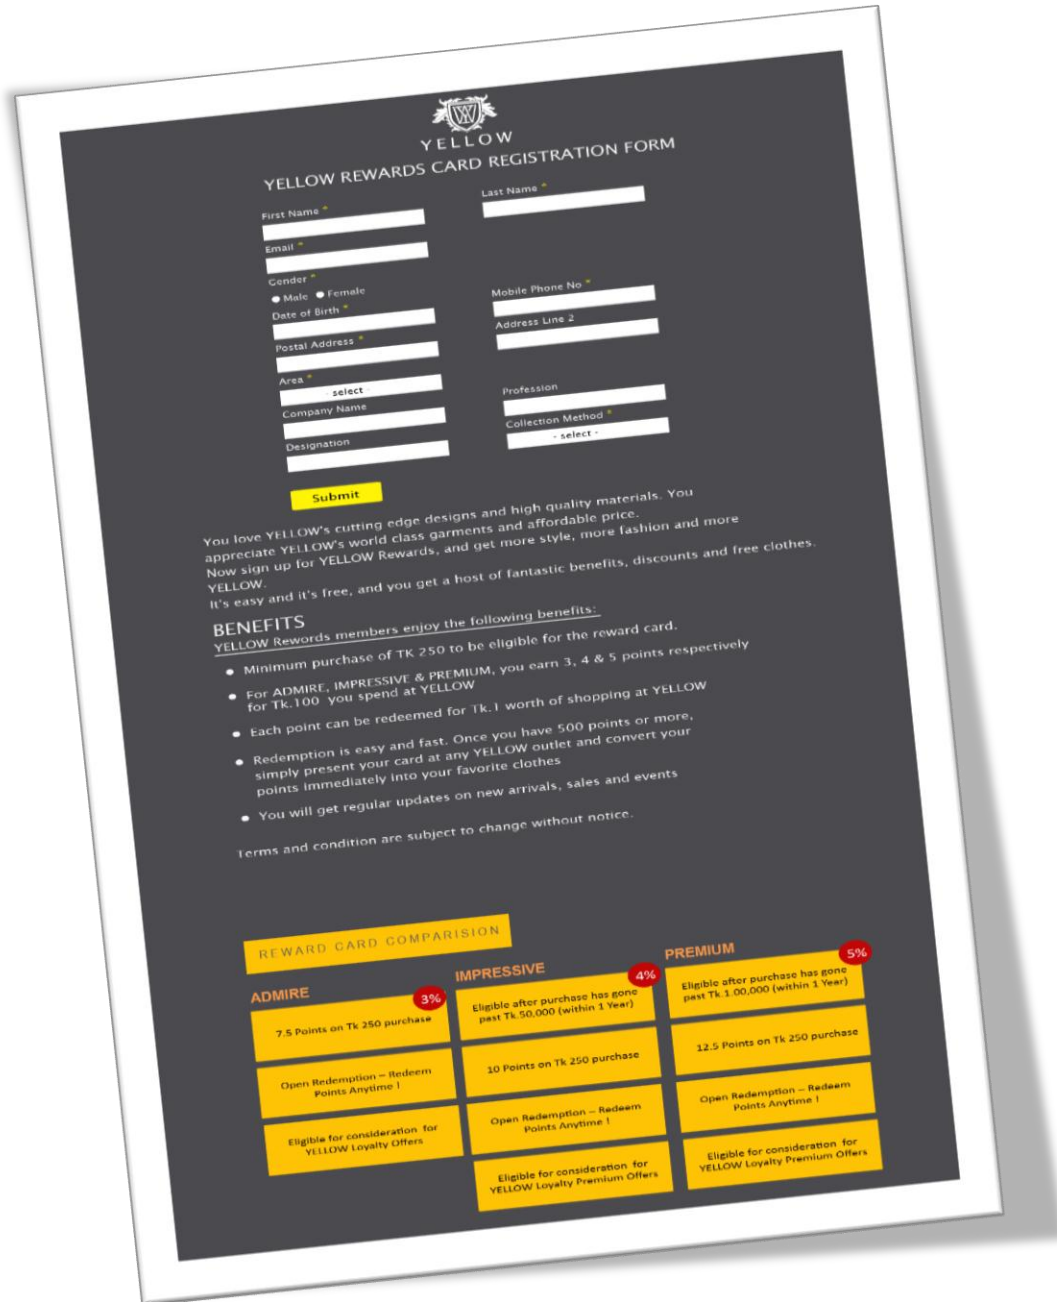 YELLOW
YELLOW REWARDS CARD REGISTRATION FORM
First Name *
Last Name *
Email *
Gender *
Male Female
Mobile Phone No *
Date of Birth *
Address Line 2
Postal Address *
Area *
- select -
Profession
Company Name
Collection Method *
- select -
Designation
Submit
You love YELLOW's cutting edge designs and high quality materials. You
appreciate YELLOW's world class garments and affordable price.
Now sign up for YELLOW Rewards, and get more style, more fashion and more
YELLOW.
It's easy and it's free, and you get a host of fantastic benefits, discounts and free clothes.
BENEFITS
YELLOW Rewords members enjoy the following benefits:
• Minimum purchase of TK 250 to be eligible for the reward card.
• For ADMIRE, IMPRESSIVE & PREMIUM, you earn 3, 4 & 5 points respectively
for Tk.100 you spend at YELLOW
• Each point can be redeemed for Tk.1 worth of shopping at YELLOW
• Redemption is easy and fast. Once you have 500 points or more,
simply present your card at any YELLOW outlet and convert your
points immediately into your favorite clothes
• You will get regular updates on new arrivals, sales and events
Terms and condition are subject to change without notice.
REWARD CARD COMPARISION
ADMIRE
3%
7.5 Points on Tk 250 purchase
Open Redemption – Redeem
Points Anytime !
Eligible for consideration for
YELLOW Loyalty Offers
IMPRESSIVE
4%
Eligible after purchase has gone
past Tk.50,000 (within 1 Year)
10 Points on Tk 250 purchase
Open Redemption – Redeem
Points Anytime !
Eligible for consideration for
YELLOW Loyalty Premium Offers
PREMIUM
5%
Eligible after purchase has gone
past Tk.1.00,000 (within 1 Year)
12.5 Points on Tk 250 purchase
Open Redemption – Redeem
Points Anytime !
Eligible for consideration for
YELLOW Loyalty Premium Offers